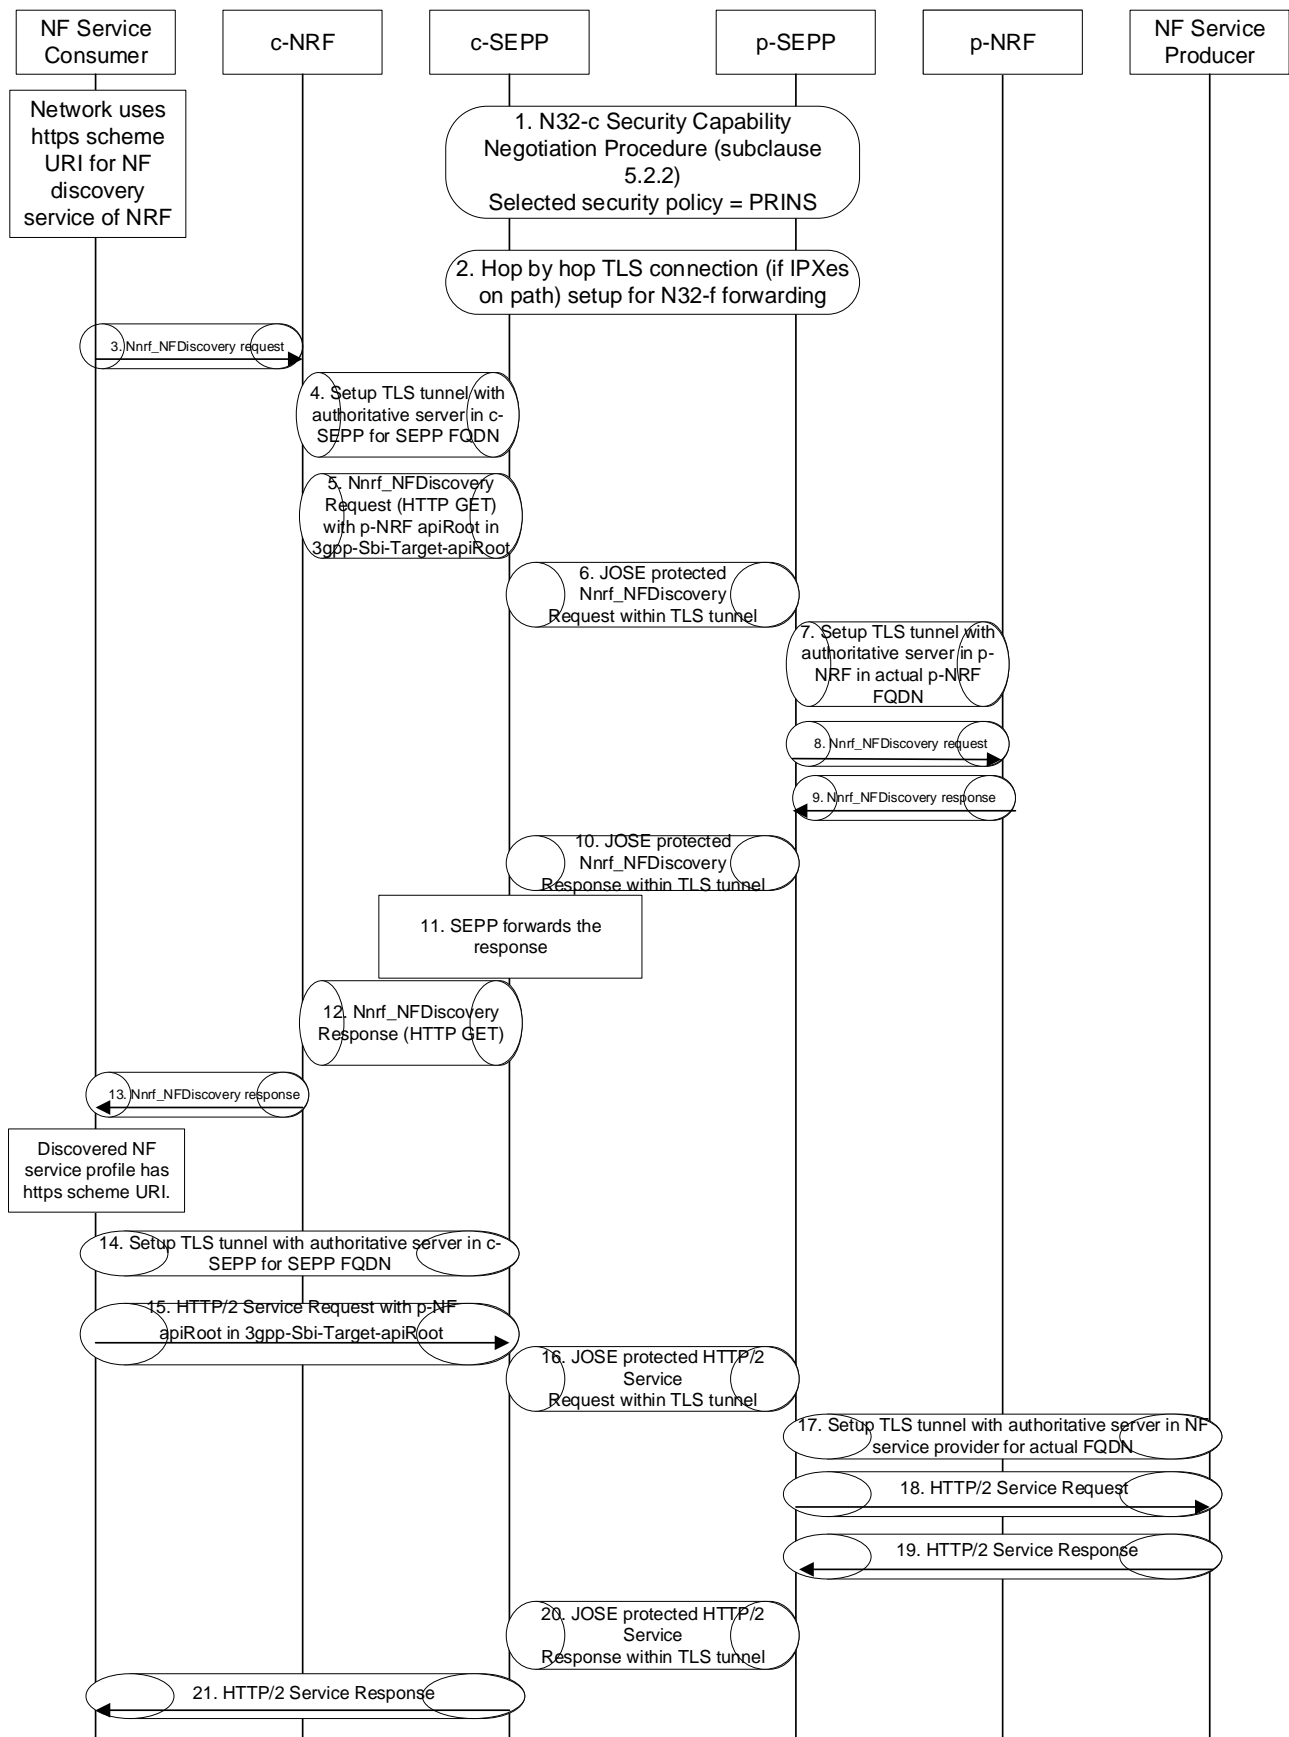 NF Service
Consumer
c-NRF
c-SEPP
p-SEPP
p-NRF
NF Service
Producer
Network uses
https scheme
URI for NF
discovery
service of NRF
1. N32-c Security Capability
Negotiation Procedure (subclause
5.2.2)
Selected security policy = PRINS
2. Hop by hop TLS connection (if IPXes
on path) setup for N32-f forwarding
3. Nnrf_NFDiscovery request
4. Setup TLS tunnel with
authoritative server in c-
SEPP for SEPP FQDN
5. Nnrf_NFDiscovery
Request (HTTP GET)
with p-NRF apiRoot in
3gpp-Sbi-Target-apiRoot
6. JOSE protected
Nnrf_NFDiscovery
Request within TLS tunnel
7. Setup TLS tunnel with
authoritative server in p-
NRF in actual p-NRF
FQDN
8. Nnrf_NFDiscovery request
9. Nnrf_NFDiscovery response
10. JOSE protected
Nnrf_NFDiscovery
Response within TLS tunnel
11. SEPP forwards the
response
12. Nnrf_NFDiscovery
Response (HTTP GET)
13. Nnrf_NFDiscovery response
Discovered NF
service profile has
https scheme URI.
14. Setup TLS tunnel with authoritative server in c-
SEPP for SEPP FQDN
15. HTTP/2 Service Request with p-NF
apiRoot in 3gpp-Sbi-Target-apiRoot
16. JOSE protected HTTP/2
Service
Request within TLS tunnel
17. Setup TLS tunnel with authoritative server in NF
service provider for actual FQDN
18. HTTP/2 Service Request
19. HTTP/2 Service Response
20. JOSE protected HTTP/2
Service
Response within TLS tunnel
21. HTTP/2 Service Response